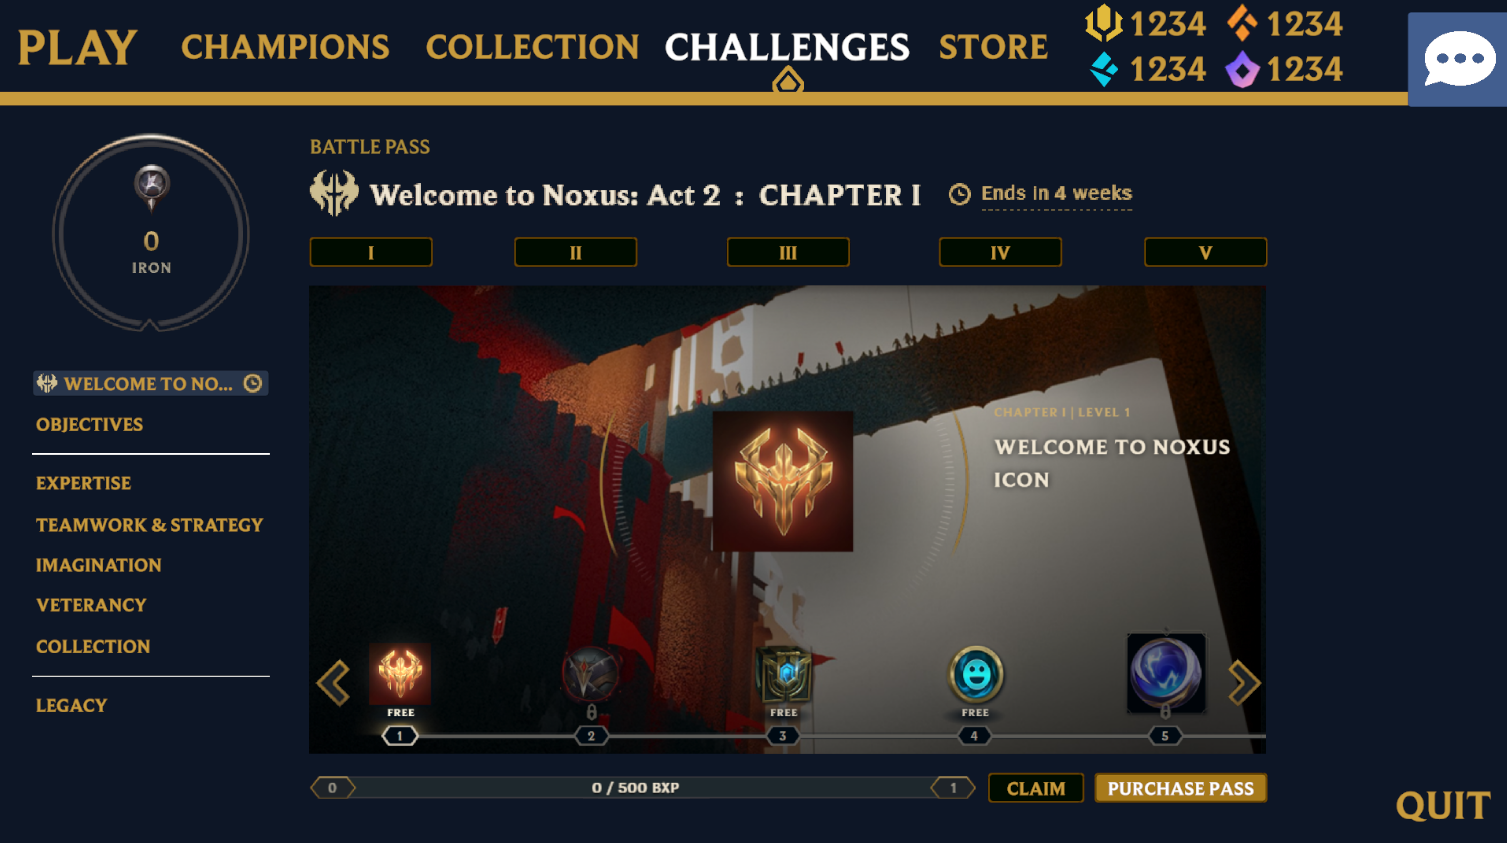 PLAY
CHAMPIONS
COLLECTION
CHALLENGES
STORE
1234
1234
1234
1234
0
IRON
WELCOME TO NO...
OBJECTIVES
EXPERTISE
TEAMWORK & STRATEGY
IMAGINATION
VETERANCY
COLLECTION
LEGACY
BATTLE PASS
Welcome to Noxus: Act 2 : CHAPTER I
Ends in 4 weeks
I
II
III
IV
V
CHAPTER I | LEVEL 1
WELCOME TO NOXUS
ICON
FREE
FREE
FREE
1
2
3
4
5
0
0 / 500 BXP
1
CLAIM
PURCHASE PASS
QUIT